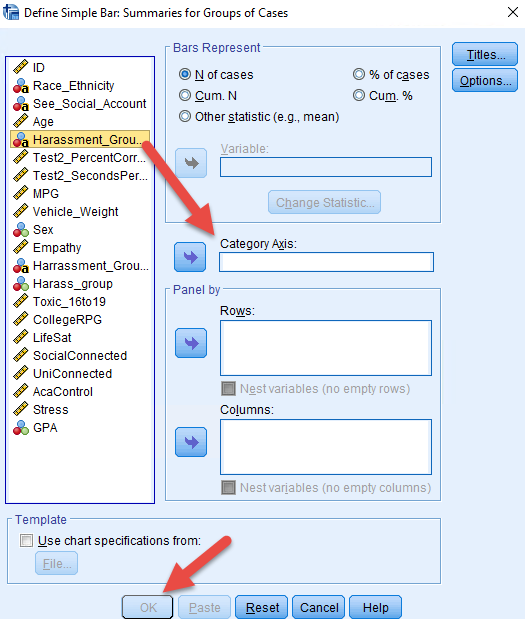 Define Simple Bar: Summaries for Groups of Cases
ID
Race_Ethnicity
See_Social_Account
Age
Harassment_Grou...
Test2_PercentCorr...
Test2_SecondsPer...
MPG
Vehicle_Weight
Sex
Empathy
Harrassment_Grou...
Harass_group
Toxic_16to19
CollegeRPG
LifeSat
SocialConnected
UniConnected
AcaControl
Stress
GPA
Bars Represent
N of cases
% of cases
Cum. N
Cum. %
Other statistic (e.g., mean)
Variable:
Change Statistic...
Category Axis:
Panel by
Rows:
Nest variables (no empty rows)
Columns:
Nest variables (no empty columns)
Titles...
Options...
Template
Use chart specifications from:
File...
OK
Paste
Reset
Cancel
Help